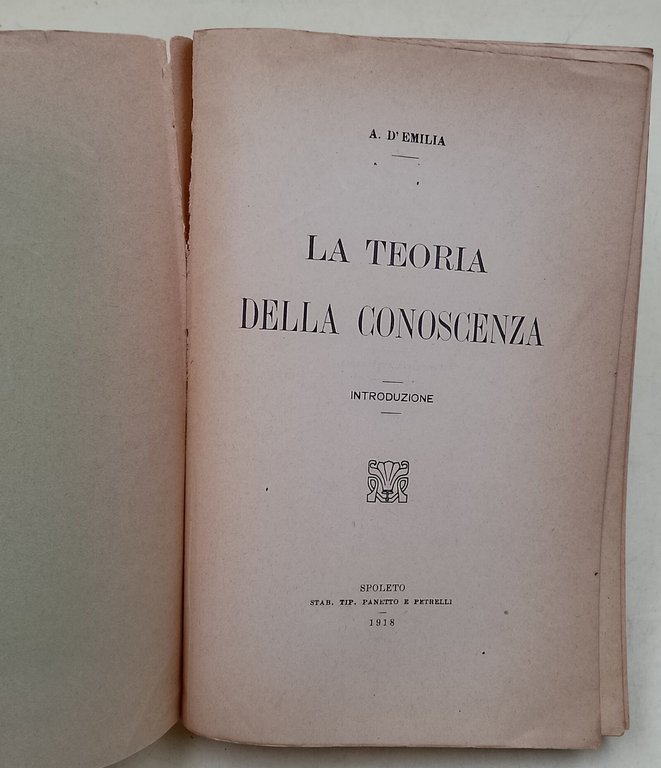 A. D'EMILIA
LA TEORIA
DELLA CONOSCENZA
INTRODUZIONE
SPOLETO
STAB. TIP. PANETTO E PETRELLI
1918